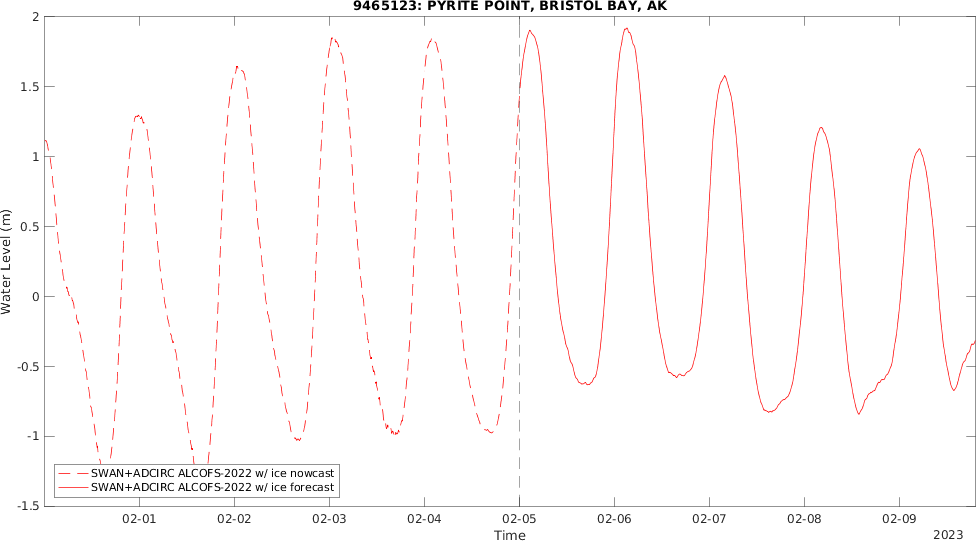 9465123: PYRITE POINT, BRISTOL BAY, AK
2
1.5
1
0.5
0
-0.5
-1
-1.5
Water Level (m)
SWAN+ADCIRC ALCOFS-2022 w/ ice nowcast
SWAN+ADCIRC ALCOFS-2022 w/ ice forecast
02-01 02-02 02-03 02-04 02-05 02-06 02-07 02-08 02-09
Time
2023